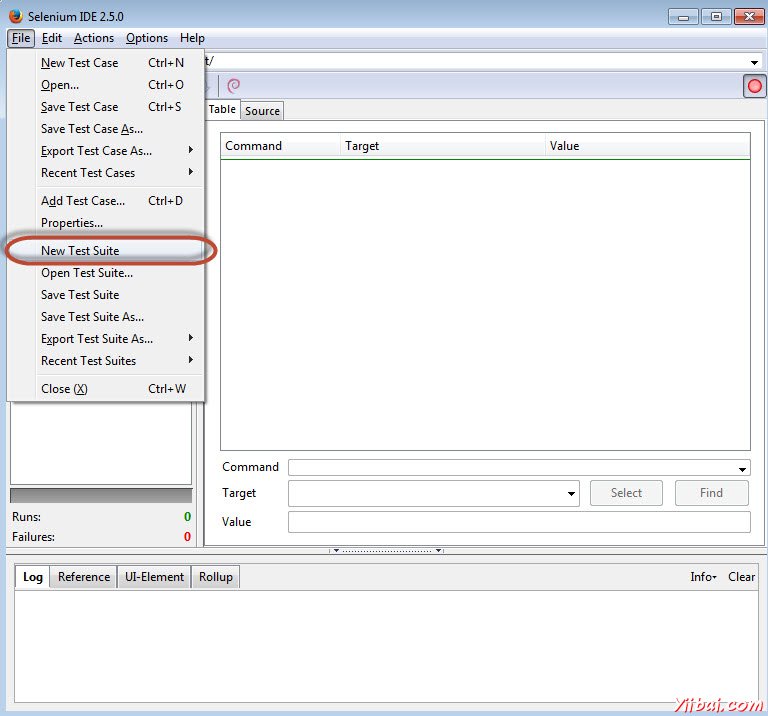 Selenium IDE 2.5.0
File Edit Actions Options Help
t/
New Test Case Ctrl+N
Open... Ctrl+O
Save Test Case Ctrl+S
Save Test Case As...
Export Test Case As...
Recent Test Cases
Add Test Case... Ctrl+D
Properties...
New Test Suite
Open Test Suite...
Save Test Suite
Save Test Suite As...
Export Test Suite As...
Recent Test Suites
Close (X) Ctrl+W
Table Source
Command Target Value
Command
Target Select Find
Value
Runs: 0
Failures: 0
Log Reference UI-Element Rollup Info Clear
Yiibai.com